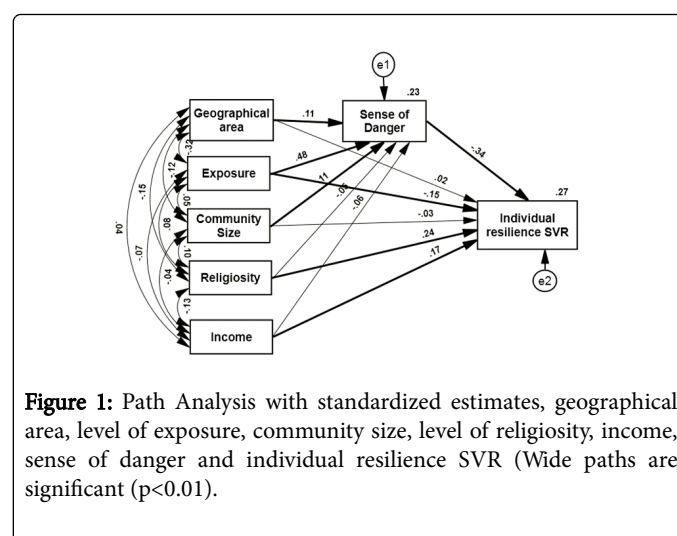 e1
.23
Geographical
area
.11
Sense of
Danger
-.32
-.34
-.12
Exposure
.48
.02
.27
-.15
.05
.11
-.05
-.15
Individual
resilience SVR
.08
Community
Size
-.06
-.03
.04
.10
.24
-.07
-.04
Religiosity
.17
e2
-.13
Income
Figure 1: Path Analysis with standardized estimates, geographical
area, level of exposure, community size, level of religiosity, income,
sense of danger and individual resilience SVR (Wide paths are
significant (p<0.01).